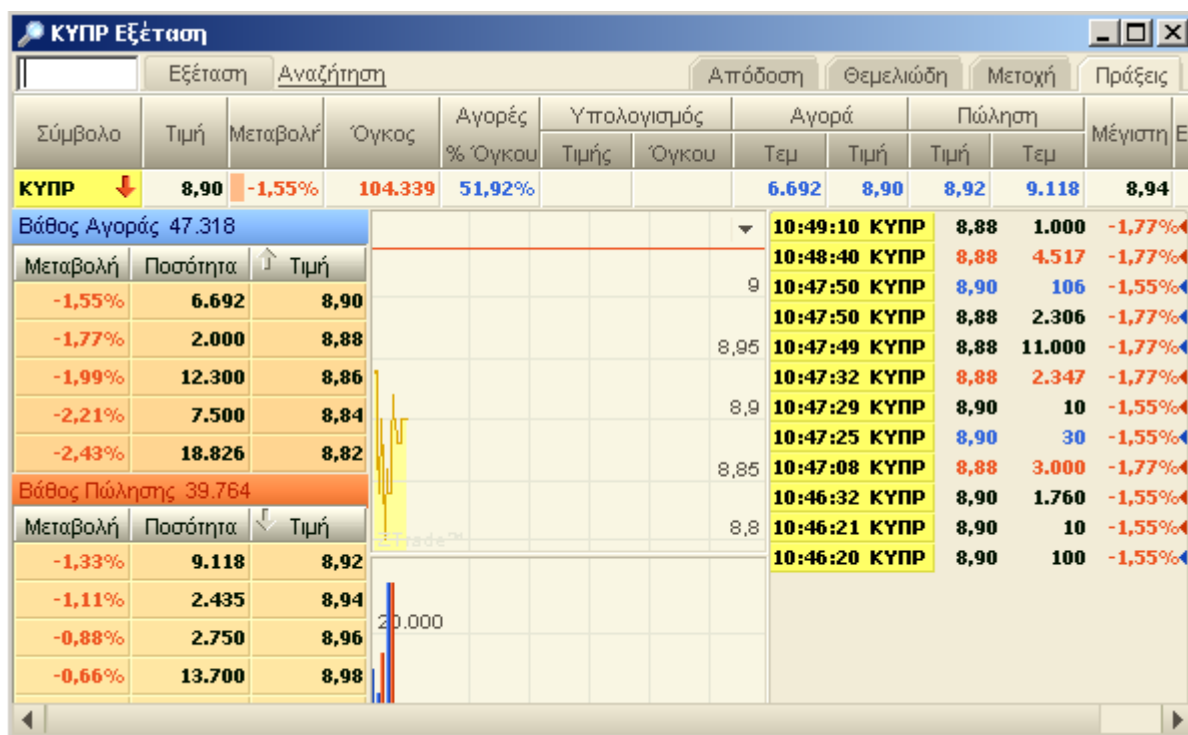 ΚΥΠΡ Εξέταση
Εξέταση Αναζήτηση Απόδοση Θεμελιώδη Μετοχή Πράξεις
Σύμβολο Τιμή Μεταβολή Όγκος Αγορές % Όγκου Υπολογισμός Τιμής Όγκου Αγορά Τεμ Τιμή Πώληση Τιμή Τεμ Μέγιστη Ε
ΚΥΠΡ 8,90 -1,55% 104.339 51,92% 6.692 8,90 8,92 9.118 8,94
Βάθος Αγοράς 47.318
Μεταβολή Ποσότητα Τιμή
-1,55% 6.692 8,90
-1,77% 2.000 8,88
-1,99% 12.300 8,86
-2,21% 7.500 8,84
-2,43% 18.826 8,82
Βάθος Πώλησης 39.764
Μεταβολή Ποσότητα Τιμή
-1,33% 9.118 8,92
-1,11% 2.435 8,94
-0,88% 2.750 8,96
-0,66% 13.700 8,98
9
8,95
8,9
8,85
8,8
ZTrade™
20.000
10:49:10 ΚΥΠΡ 8,88 1.000 -1,77%
10:48:40 ΚΥΠΡ 8,88 4.517 -1,77%
10:47:50 ΚΥΠΡ 8,90 106 -1,55%
10:47:50 ΚΥΠΡ 8,88 2.306 -1,77%
10:47:49 ΚΥΠΡ 8,88 11.000 -1,77%
10:47:32 ΚΥΠΡ 8,88 2.347 -1,77%
10:47:29 ΚΥΠΡ 8,90 10 -1,55%
10:47:25 ΚΥΠΡ 8,90 30 -1,55%
10:47:08 ΚΥΠΡ 8,88 3.000 -1,77%
10:46:32 ΚΥΠΡ 8,90 1.760 -1,55%
10:46:21 ΚΥΠΡ 8,90 10 -1,55%
10:46:20 ΚΥΠΡ 8,90 100 -1,55%